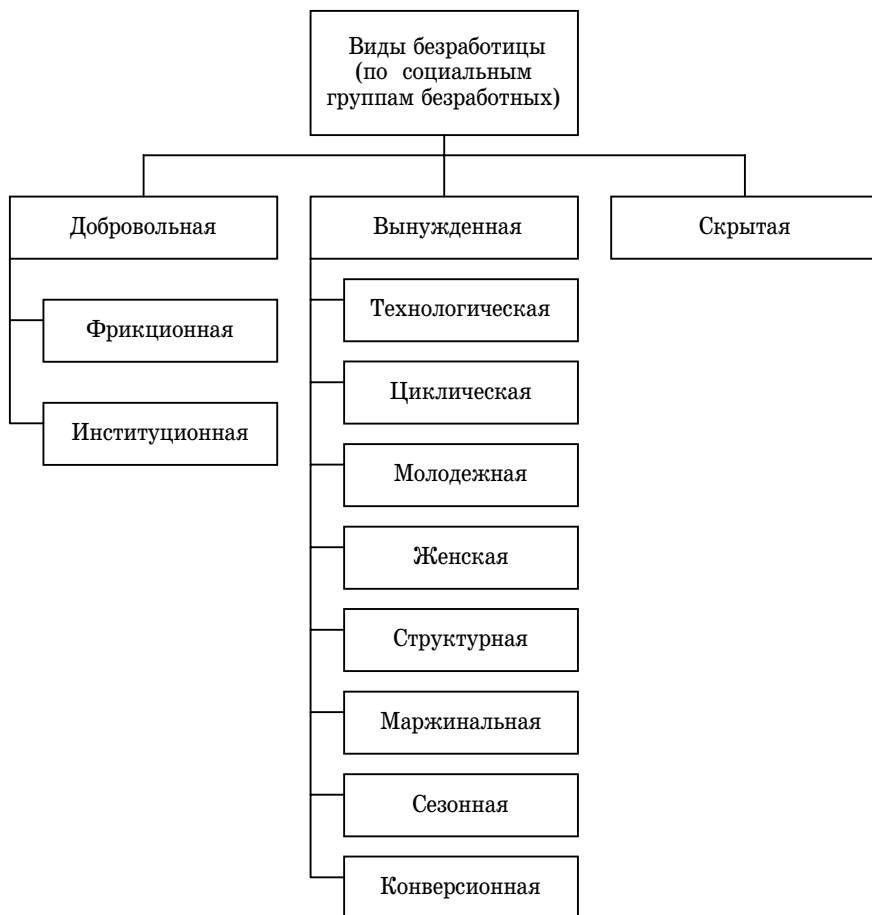 Виды безработицы
(по социальным
группам безработных)
Добровольная
Фрикционная
Институционная
Вынужденная
Технологическая
Циклическая
Молодежная
Женская
Структурная
Маржинальная
Сезонная
Конверсионная
Скрытая